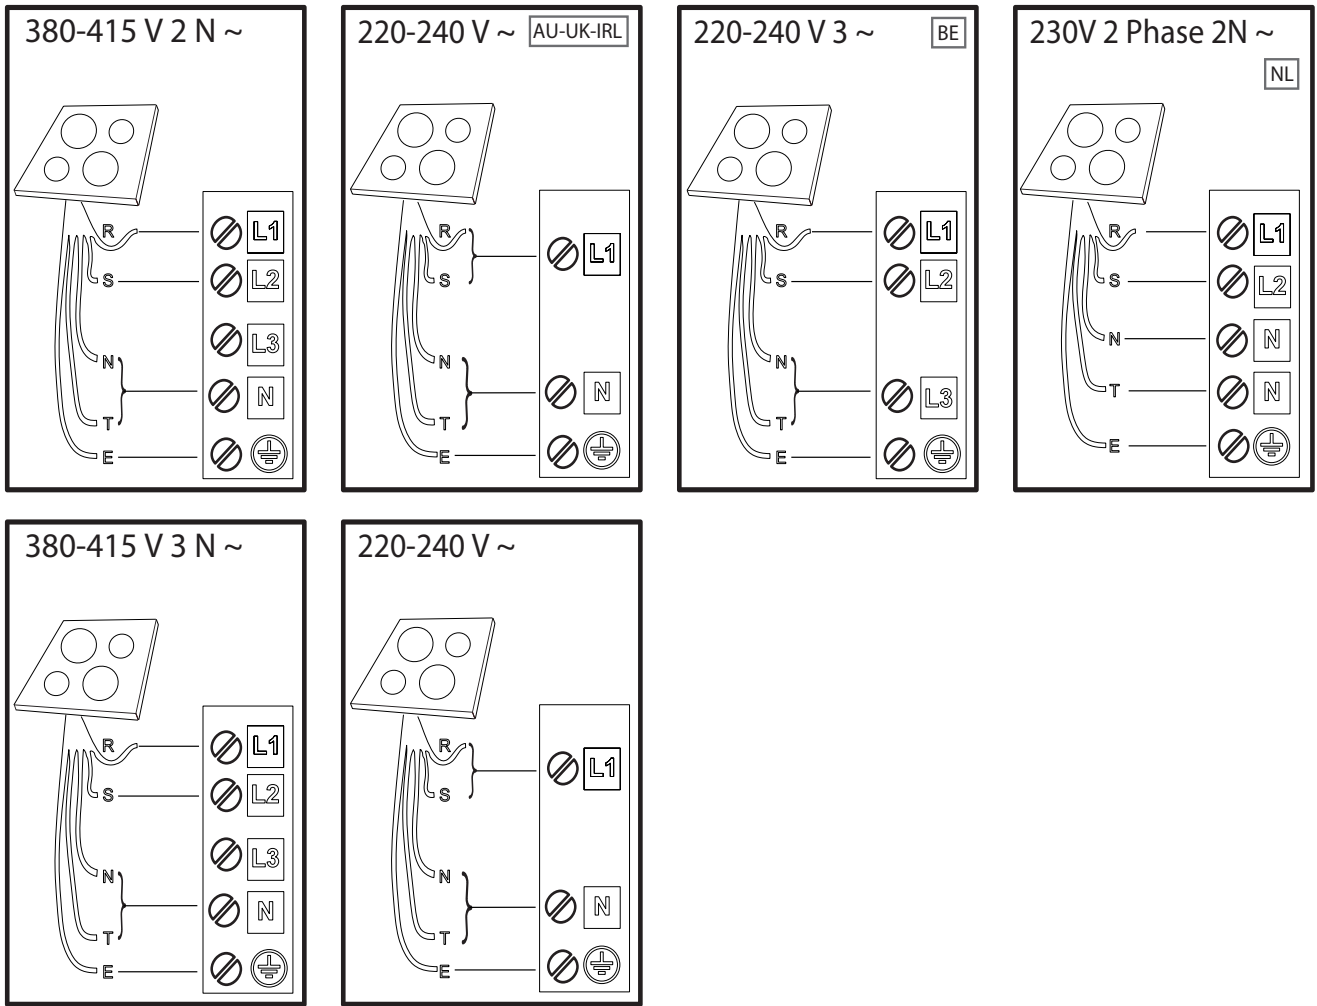 380-415 V 2 N ~
R L1
S L2
L3
N
N
T
E
220-240 V ~ AU-UK-IRL
R
L1
S
N
N
T
E
220-240 V 3 ~ BE
R L1
S L2
N
L3
T
E
230V 2 Phase 2N ~
NL
R L1
S L2
N N
T N
E
380-415 V 3 N ~
R L1
S L2
L3
N
N
T
E
220-240 V ~
R
L1
S
N
N
T
E